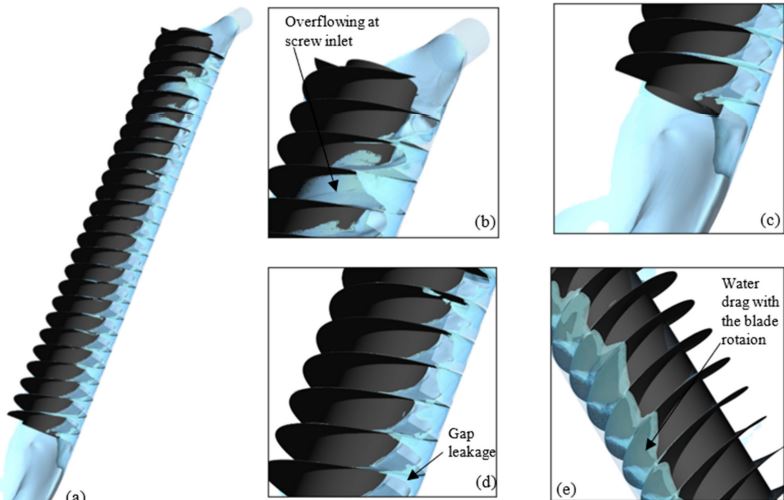 Overflowing at
screw inlet
(b)
(c)
Gap
leakage
(d)
Water
drag with
the blade
rotaion
(e)
(a)